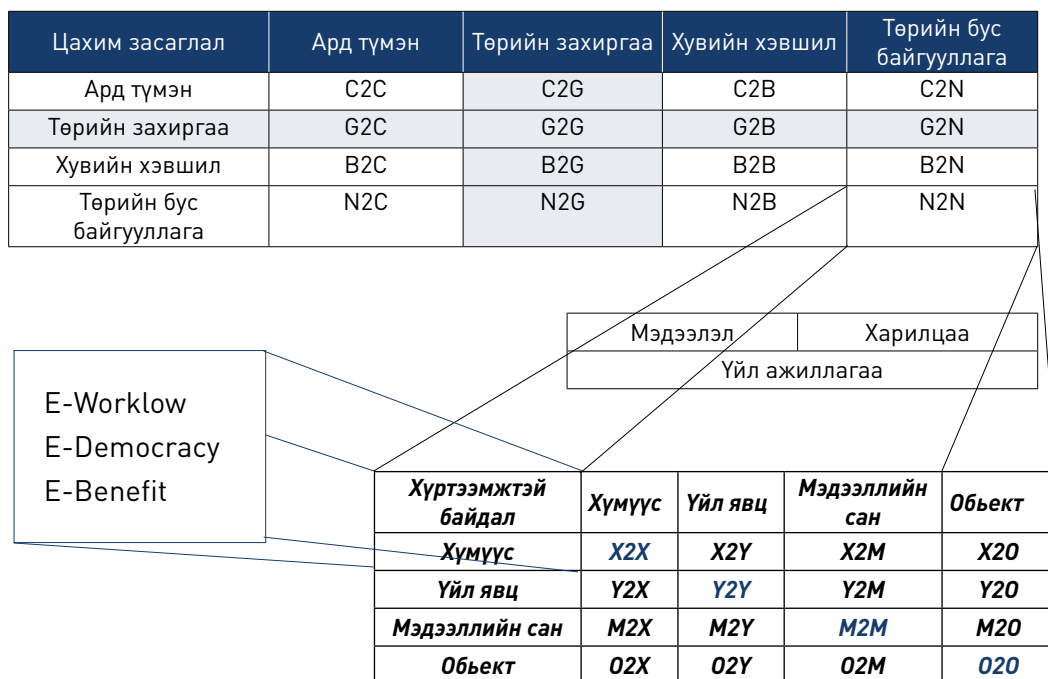 Цахим засаглал Ард түмэн Төрийн захиргаа Хувийн хэвшил Төрийн бус байгууллага
Ард түмэн C2C C2G C2B C2N
Төрийн захиргаа G2C G2G G2B G2N
Хувийн хэвшил B2C B2G B2B B2N
Төрийн бус байгууллага N2C N2G N2B N2N
Мэдээлэл Харилцаа
Үйл ажиллагаа
E-Worklow
E-Democracy
E-Benefit
Хүртээмжтэй байдал Хүмүүс Үйл явц Мэдээллийн сан Обьект
Хүмүүс X2X X2Y X2M X2O
Үйл явц Y2X Y2Y Y2M Y2O
Мэдээллийн сан M2X M2Y M2M M2O
Обьект O2X O2Y O2M O2O